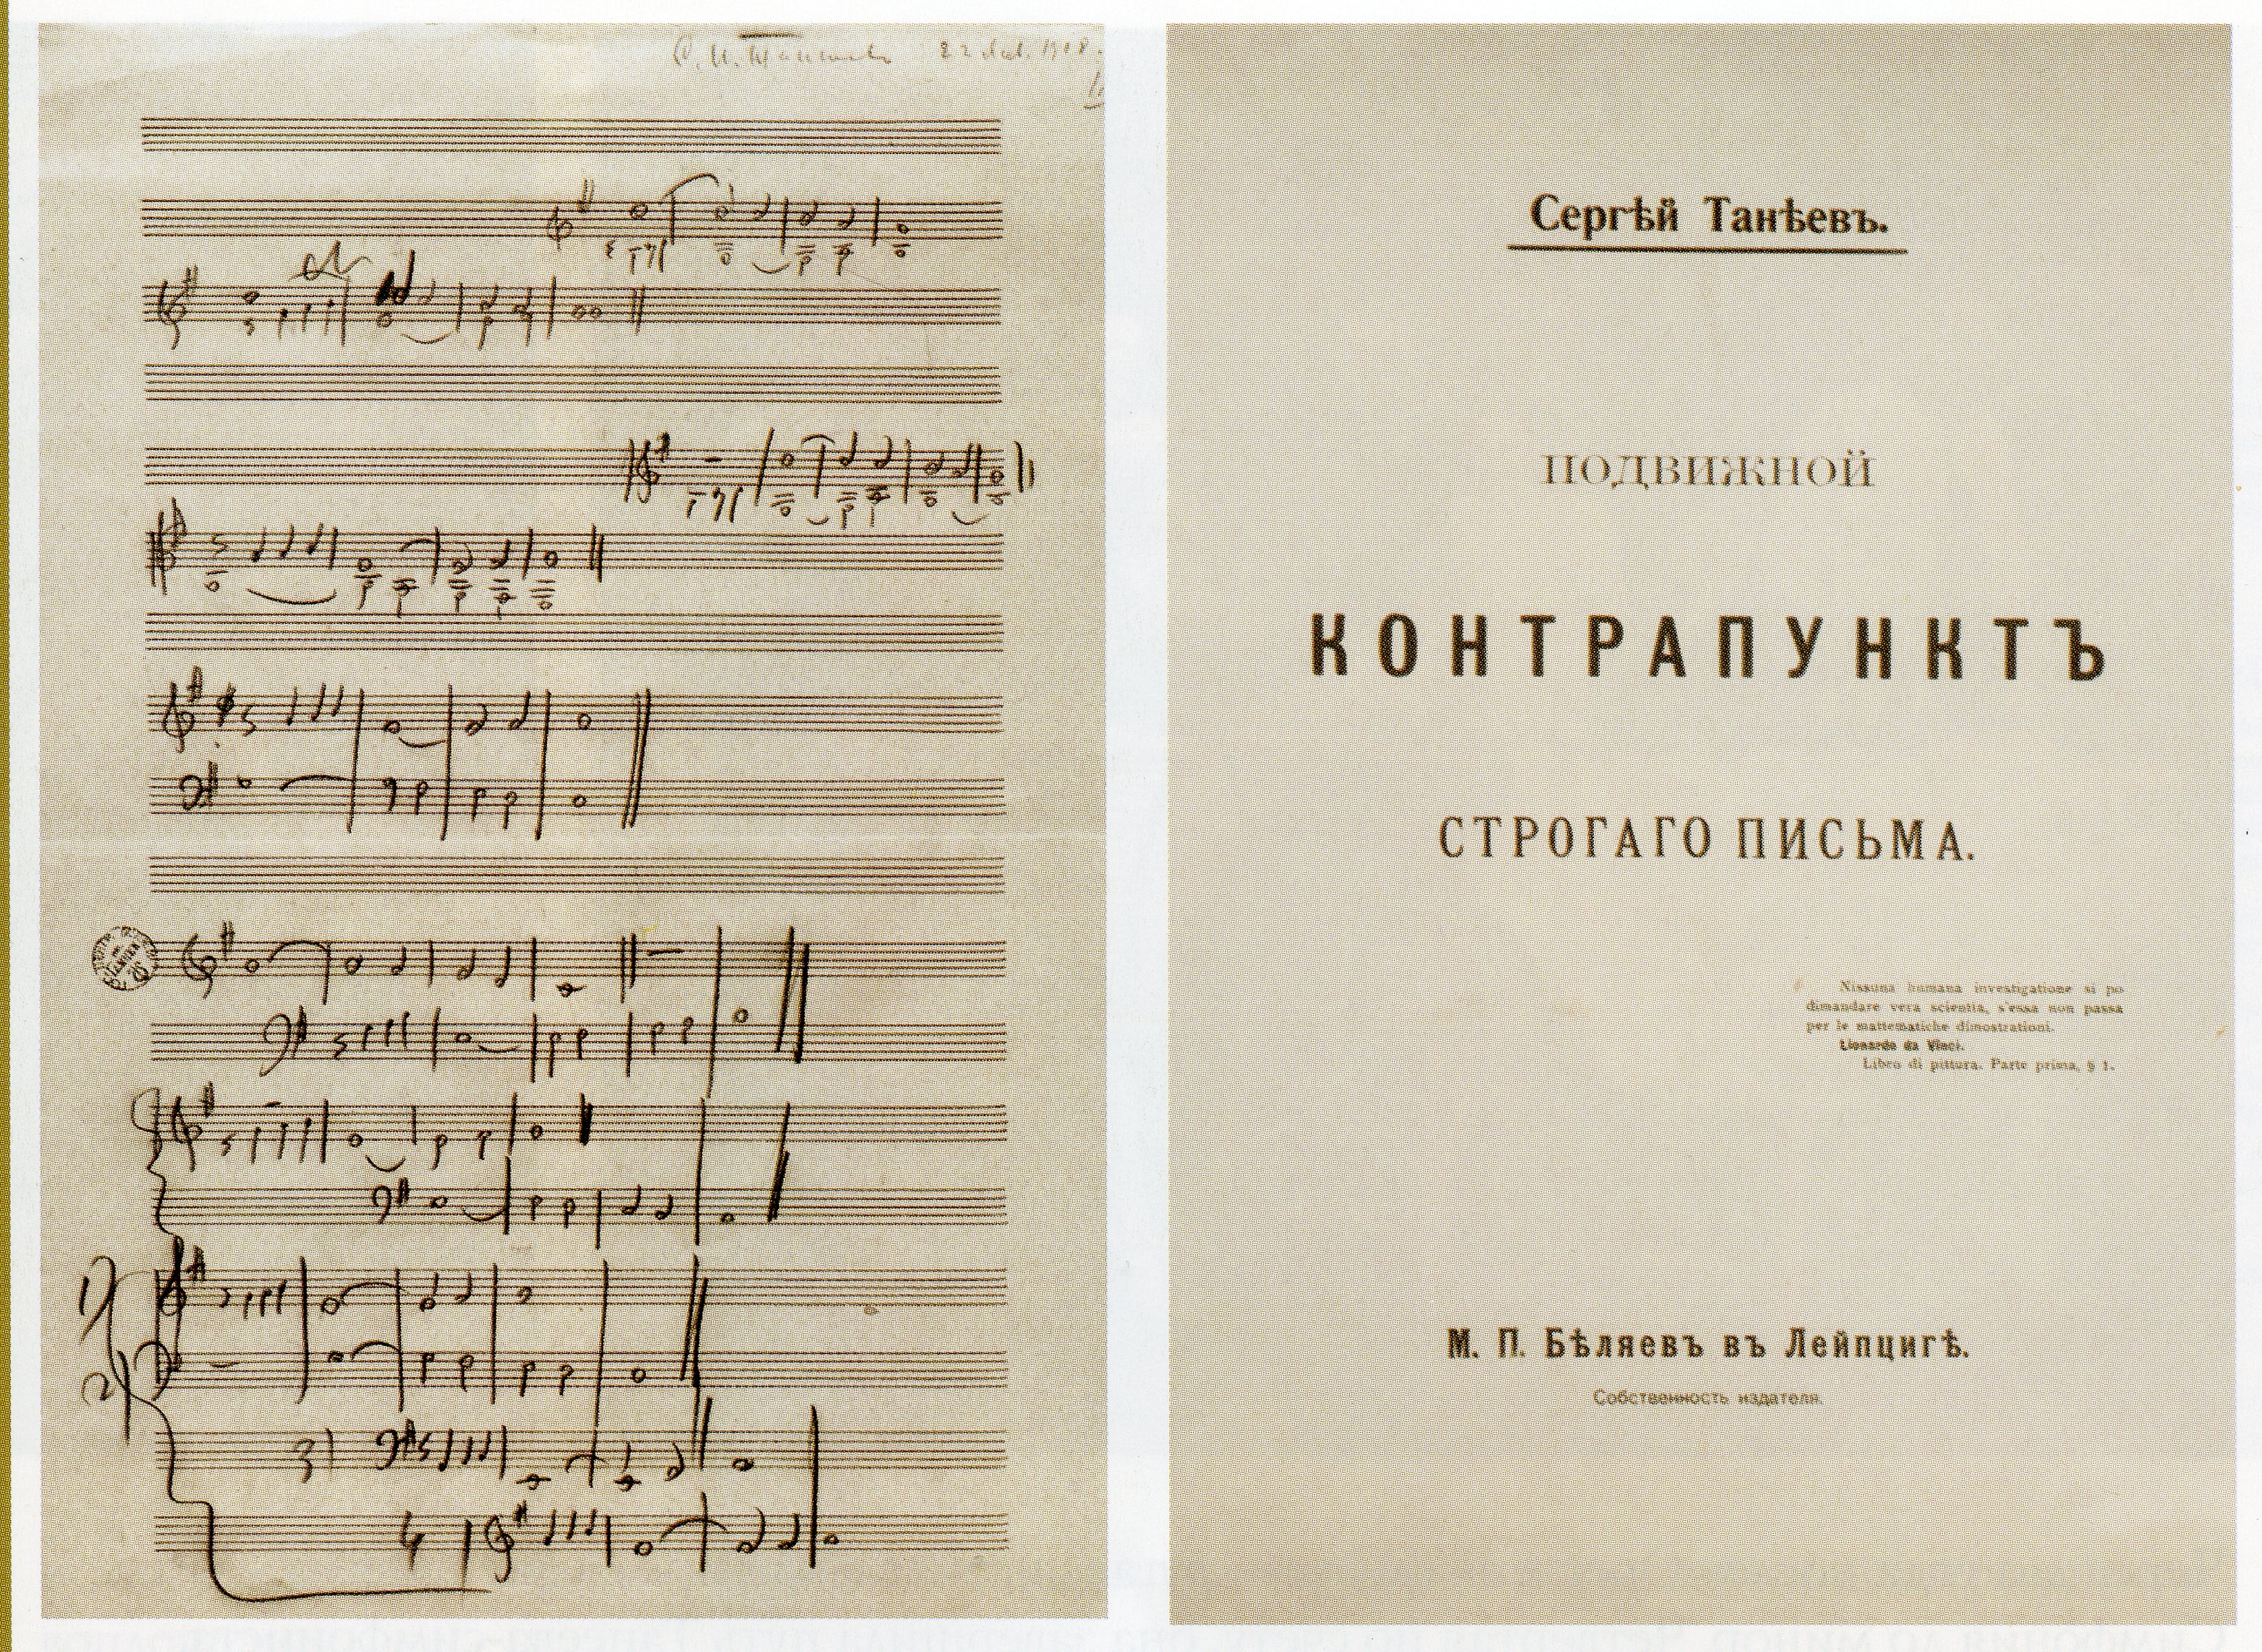 22 1908.
1)
2)
3)
4
Сергѣй Танѣевъ.
ПОДВИЖНОЙ
КОНТРАПУНКТЪ
СТРОГАГО ПИСЬМА.
Nissuna humana investigatione si po
dimandare vera scientia, s'essa non passa
per le mattematiche dimostrationi.
Lionardo da Vinci.
Libro di pittura. Parte prima, § 1.
М. П. Бѣляевъ въ Лейпцигѣ.
Собственность издателя.